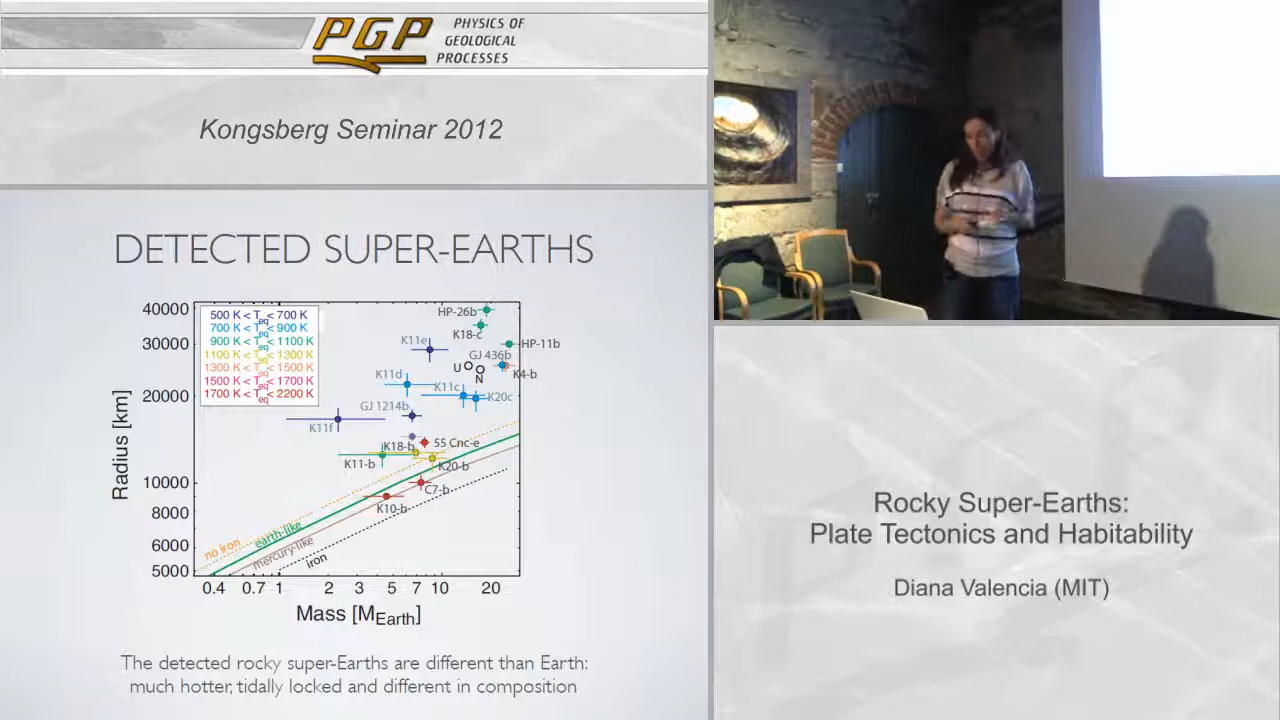 PGP
PHYSICS OF
GEOLOGICAL
PROCESSES
Kongsberg Seminar 2012
DETECTED SUPER-EARTHS
40000
30000
20000
10000
8000
6000
5000
Radius [km]
500 K < Teq < 700 K
700 K < Teq < 900 K
900 K < Teq < 1100 K
1100 K < Teq < 1300 K
1300 K < Teq < 1500 K
1500 K < Teq < 1700 K
1700 K < Teq < 2200 K
HP-26b
K18-c
K11e
HP-11b
GJ 436b
U
N
K4-b
K11d
K11c
K20c
GJ 1214b
K11f
55 Cnc-e
K18-b
K11-b
K20-b
C7-b
K10-b
no iron
earth-like
mercury-like
iron
0.4 0.7 1 2 3 4 5 7 10 20
Mass [MEarth]
The detected rocky super-Earths are different than Earth:
much hotter, tidally locked and different in composition
Rocky Super-Earths:
Plate Tectonics and Habitability
Diana Valencia (MIT)